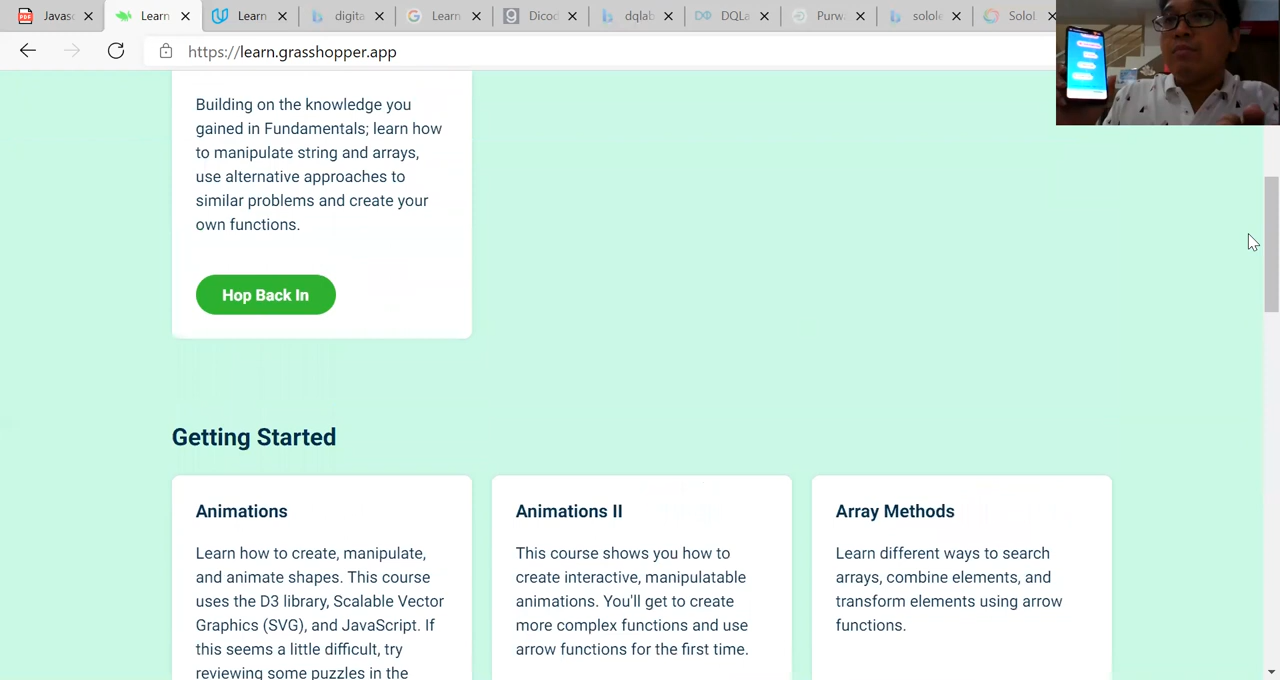 Javasc
Learn
Learn
digita
Learn
Dicod
dqlab
DQLa
Purwa
solole
Solol
https://learn.grasshopper.app
Building on the knowledge you
gained in Fundamentals; learn how
to manipulate string and arrays,
use alternative approaches to
similar problems and create your
own functions.
Hop Back In
Getting Started
Animations
Learn how to create, manipulate,
and animate shapes. This course
uses the D3 library, Scalable Vector
Graphics (SVG), and JavaScript. If
this seems a little difficult, try
reviewing some puzzles in the
Animations II
This course shows you how to
create interactive, manipulatable
animations. You'll get to create
more complex functions and use
arrow functions for the first time.
Array Methods
Learn different ways to search
arrays, combine elements, and
transform elements using arrow
functions.